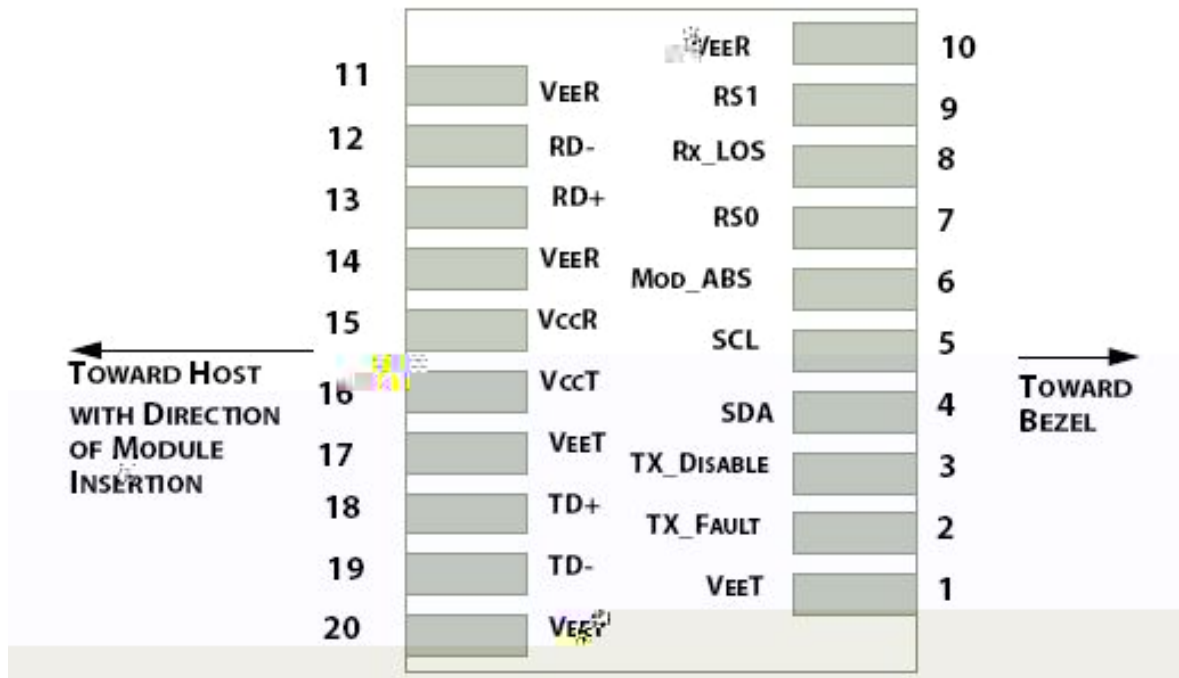 VEER 10
11 VEER
RS1 9
12 RD-
Rx_LOS 8
13 RD+
RS0 7
14 VEER
MOD_ABS 6
15 VCCR
SCL 5
TOWARD HOST
WITH DIRECTION
OF MODULE
INSERTION
TOWARD
BEZEL
16 VCCT
SDA 4
17 VEET
TX_DISABLE 3
18 TD+
TX_FAULT 2
19 TD-
VEET 1
20 VEET